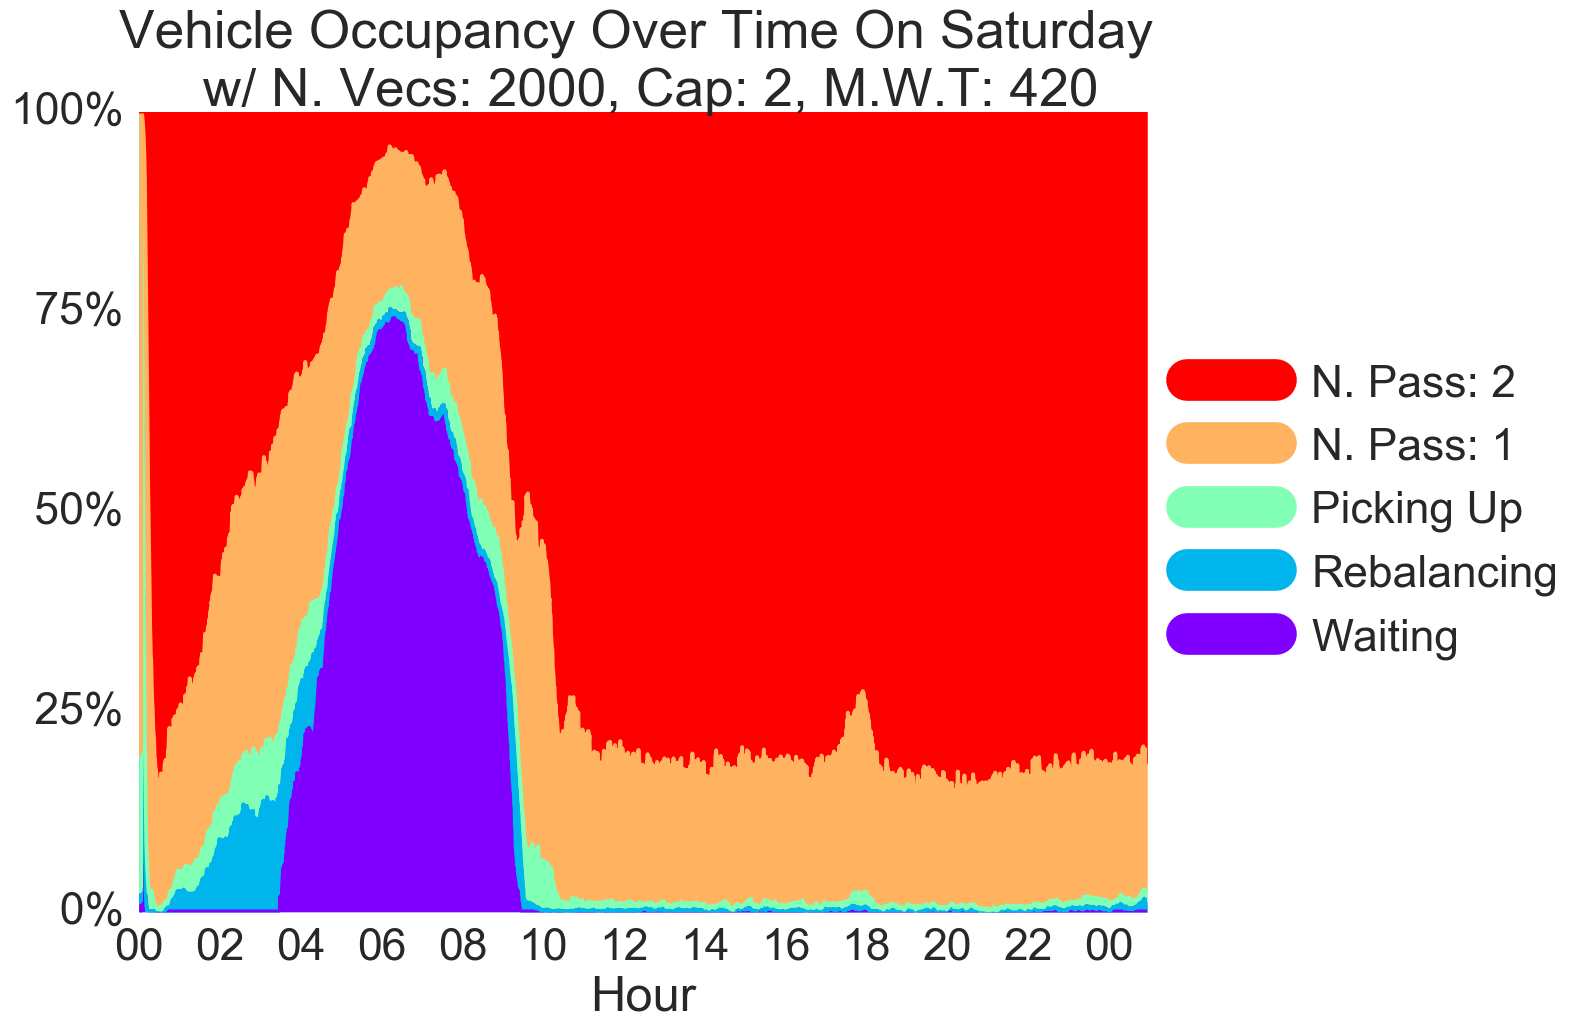 Vehicle Occupancy Over Time On Saturday
w/ N. Vecs: 2000, Cap: 2, M.W.T: 420
100%
75%
50%
25%
0%
00 02 04 06 08 10 12 14 16 18 20 22 00
Hour
N. Pass: 2
N. Pass: 1
Picking Up
Rebalancing
Waiting